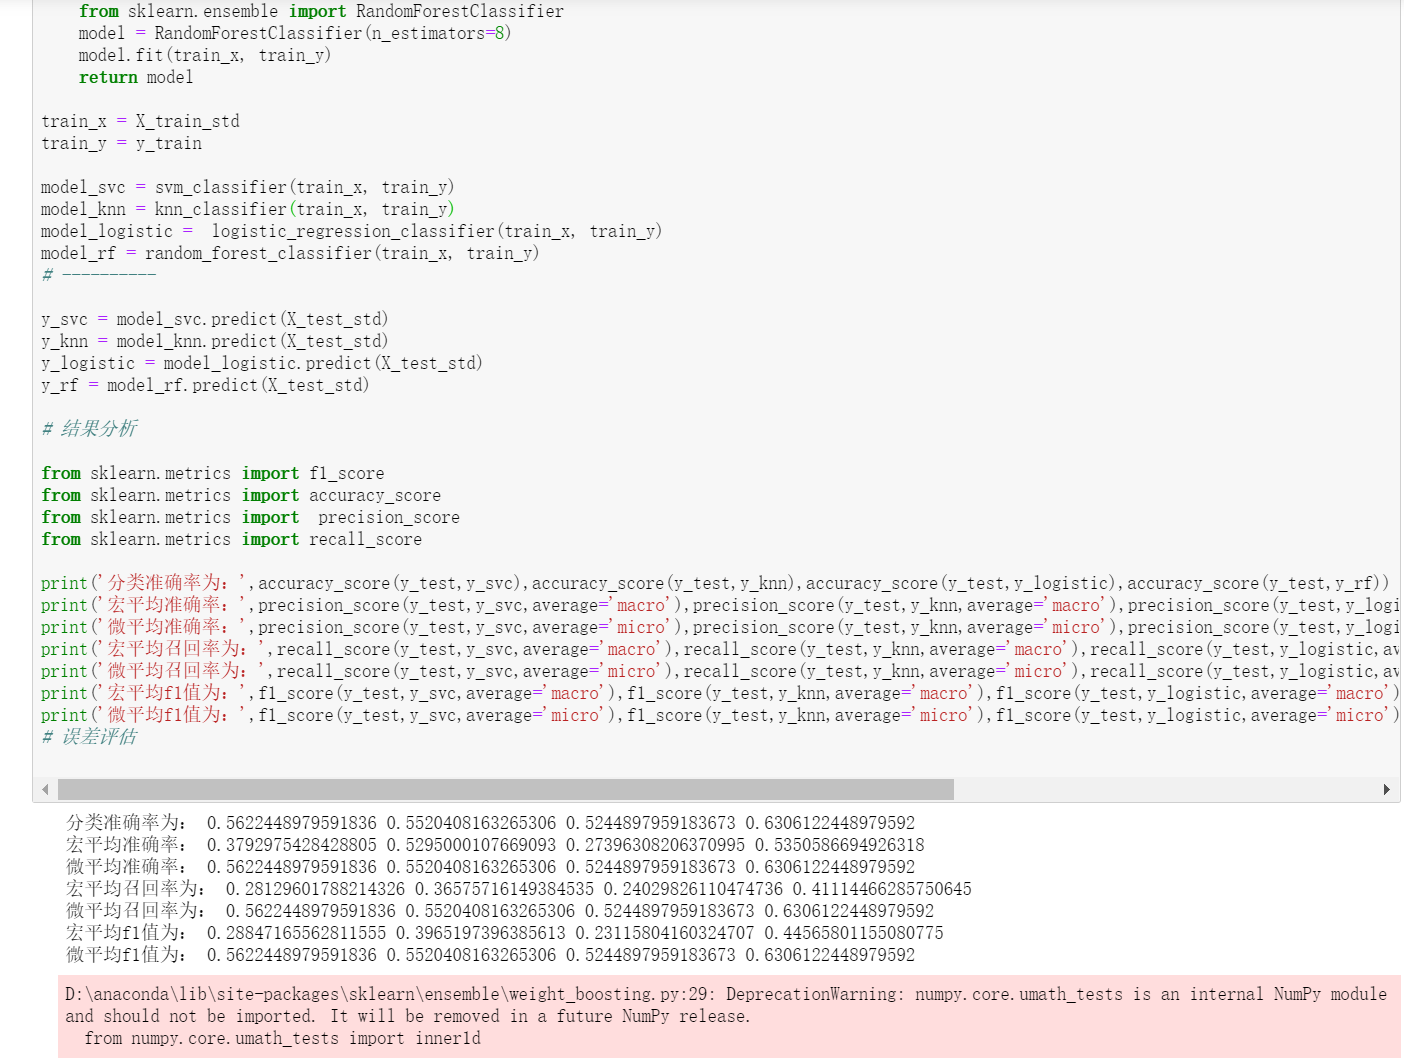 from sklearn.ensemble import RandomForestClassifier
model = RandomForestClassifier(n_estimators=8)
model.fit(train_x, train_y)
return model
train_x = X_train_std
train_y = y_train
model_svc = svm_classifier(train_x, train_y)
model_knn = knn_classifier(train_x, train_y)
model_logistic =  logistic_regression_classifier(train_x, train_y)
model_rf = random_forest_classifier(train_x, train_y)
# ----------
y_svc = model_svc.predict(X_test_std)
y_knn = model_knn.predict(X_test_std)
y_logistic = model_logistic.predict(X_test_std)
y_rf = model_rf.predict(X_test_std)
# 结果分析
from sklearn.metrics import f1_score
from sklearn.metrics import accuracy_score
from sklearn.metrics import  precision_score
from sklearn.metrics import recall_score
print('分类准确率为：',accuracy_score(y_test,y_svc),accuracy_score(y_test,y_knn),accuracy_score(y_test,y_logistic),accuracy_score(y_test,y_rf))
print('宏平均准确率：',precision_score(y_test,y_svc,average='macro'),precision_score(y_test,y_knn,average='macro'),precision_score(y_test,y_logi
print('微平均准确率：',precision_score(y_test,y_svc,average='micro'),precision_score(y_test,y_knn,average='micro'),precision_score(y_test,y_logi
print('宏平均召回率为：',recall_score(y_test,y_svc,average='macro'),recall_score(y_test,y_knn,average='macro'),recall_score(y_test,y_logistic,av
print('微平均召回率为：',recall_score(y_test,y_svc,average='micro'),recall_score(y_test,y_knn,average='micro'),recall_score(y_test,y_logistic,av
print('宏平均f1值为：',f1_score(y_test,y_svc,average='macro'),f1_score(y_test,y_knn,average='macro'),f1_score(y_test,y_logistic,average='macro')
print('微平均f1值为：',f1_score(y_test,y_svc,average='micro'),f1_score(y_test,y_knn,average='micro'),f1_score(y_test,y_logistic,average='micro')
# 误差评估
分类准确率为： 0.5622448979591836 0.5520408163265306 0.5244897959183673 0.6306122448979592
宏平均准确率： 0.3792975428428805 0.5295000107669093 0.27396308206370995 0.5350586694926318
微平均准确率： 0.5622448979591836 0.5520408163265306 0.5244897959183673 0.6306122448979592
宏平均召回率为： 0.28129601788214326 0.36575716149384535 0.24029826110474736 0.41114466285750645
微平均召回率为： 0.5622448979591836 0.5520408163265306 0.5244897959183673 0.6306122448979592
宏平均f1值为： 0.28847165562811555 0.3965197396385613 0.23115804160324707 0.44565801155080775
微平均f1值为： 0.5622448979591836 0.5520408163265306 0.5244897959183673 0.6306122448979592
D:\anaconda\lib\site-packages\sklearn\ensemble\weight_boosting.py:29: DeprecationWarning: numpy.core.umath_tests is an internal NumPy module
and should not be imported. It will be removed in a future NumPy release.
from numpy.core.umath_tests import inner1d